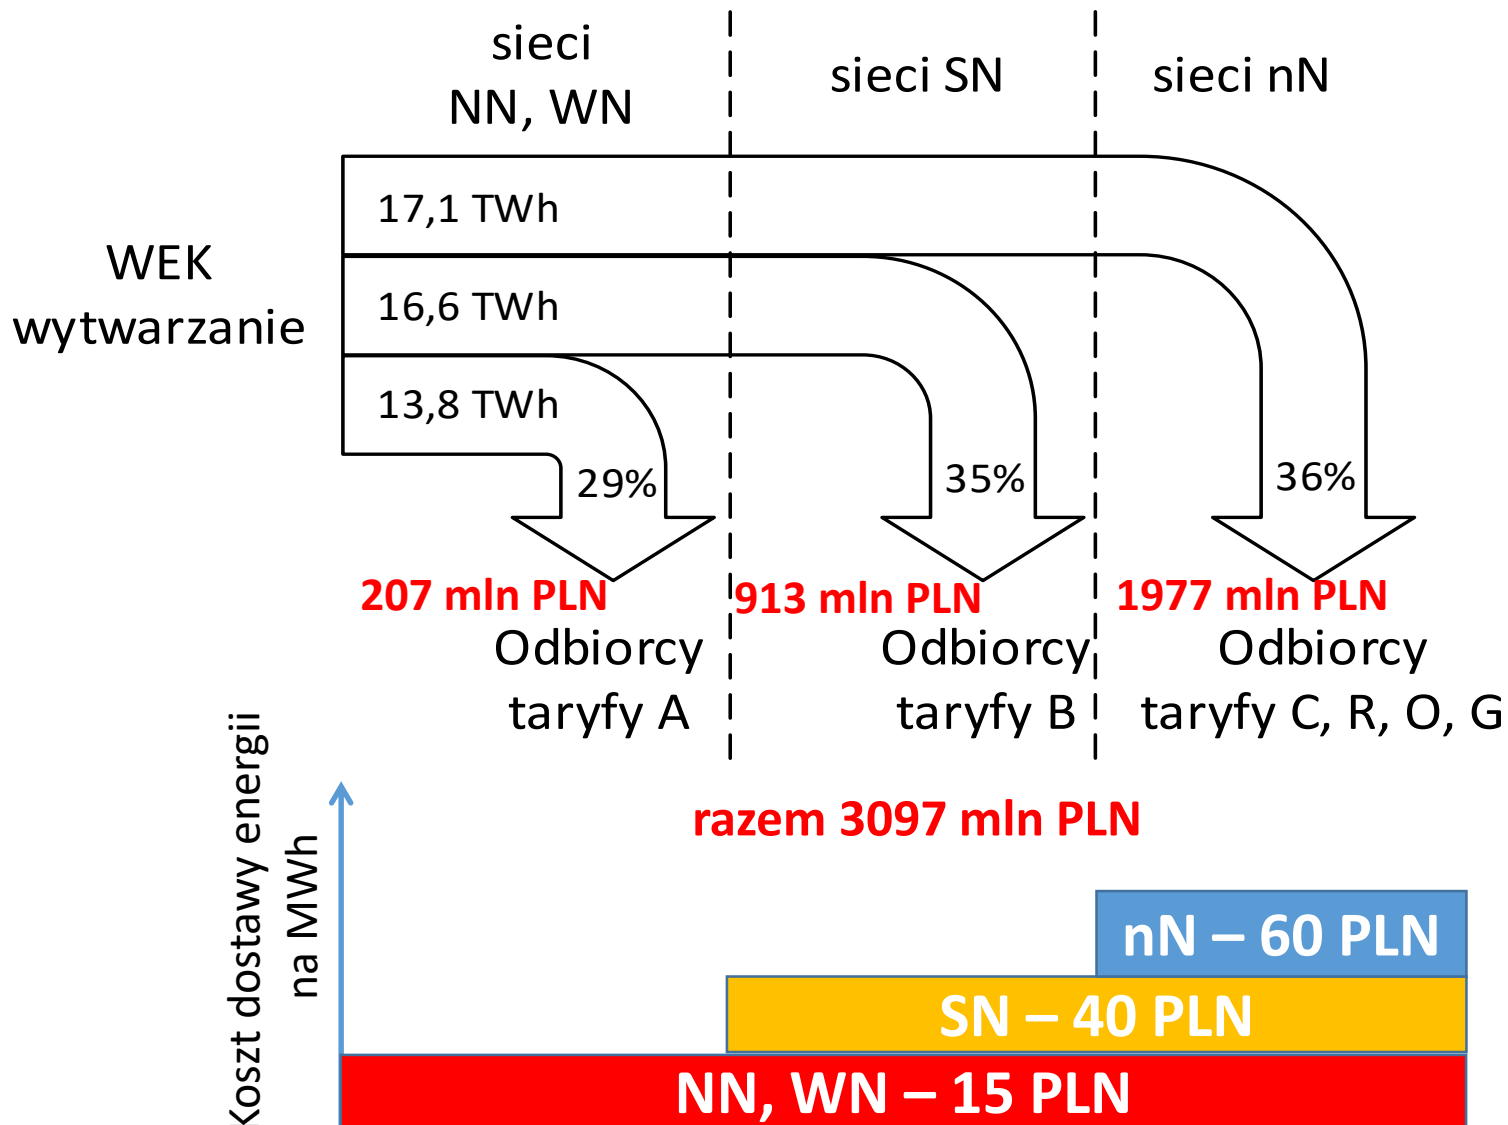 sieci
NN, WN
sieci SN
sieci nN
WEK
wytwarzanie
17,1 TWh
16,6 TWh
13,8 TWh
29%
35%
36%
207 mln PLN
913 mln PLN
1977 mln PLN
Odbiorcy
taryfy A
Odbiorcy
taryfy B
Odbiorcy
taryfy C, R, O, G
razem 3097 mln PLN
Koszt dostawy energii
na MWh
nN – 60 PLN
SN – 40 PLN
NN, WN – 15 PLN